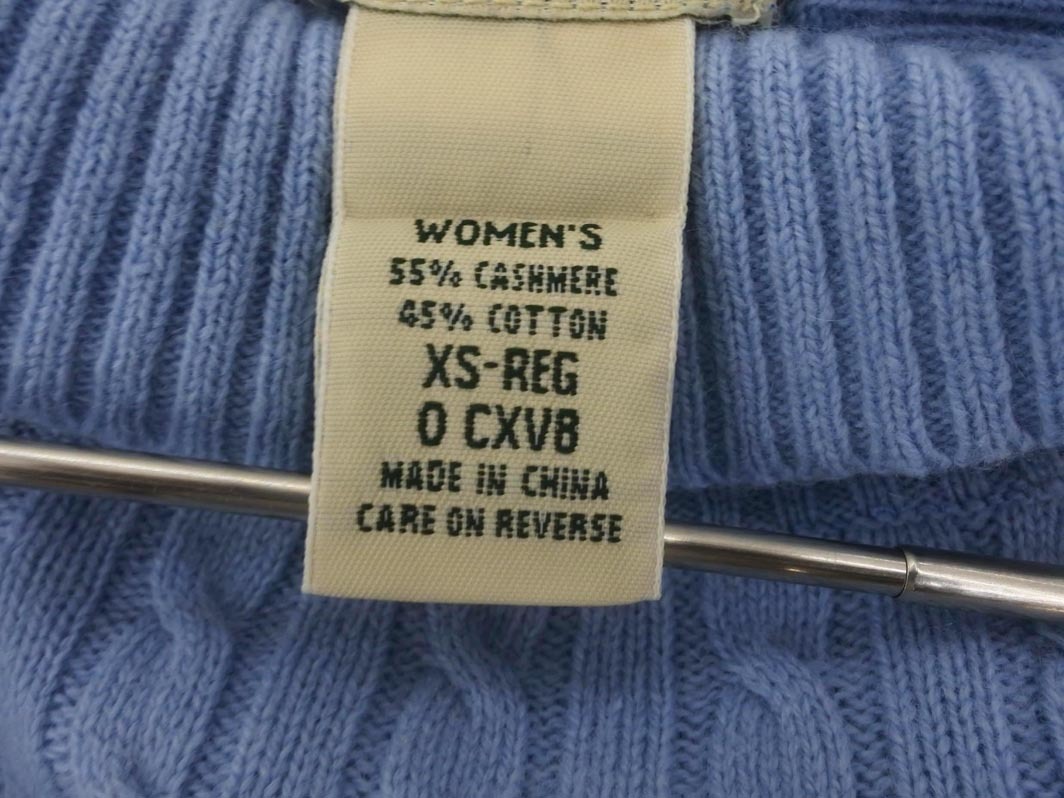 WOMEN'S
55% CASHMERE
45% COTTON
XS-REG
0 CXV8
MADE IN CHINA
CARE ON REVERSE